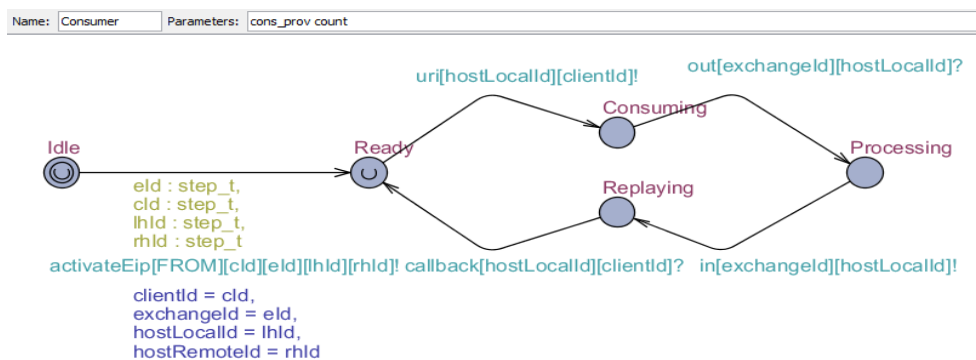 Name: Consumer Parameters: cons_prov count
uri[hostLocalId][clientId]!
out[exchangeId][hostLocalId]?
Consuming
Idle
Ready
Processing
Replaying
eId : step_t,
cId : step_t,
lhId : step_t,
rhId : step_t
activateEip[FROM][cId][eId][lhId][rhId]!
callback[hostLocalId][clientId]?
in[exchangeId][hostLocalId]!
clientId = cId,
exchangeId = eId,
hostLocalId = lhId,
hostRemoteId = rhId